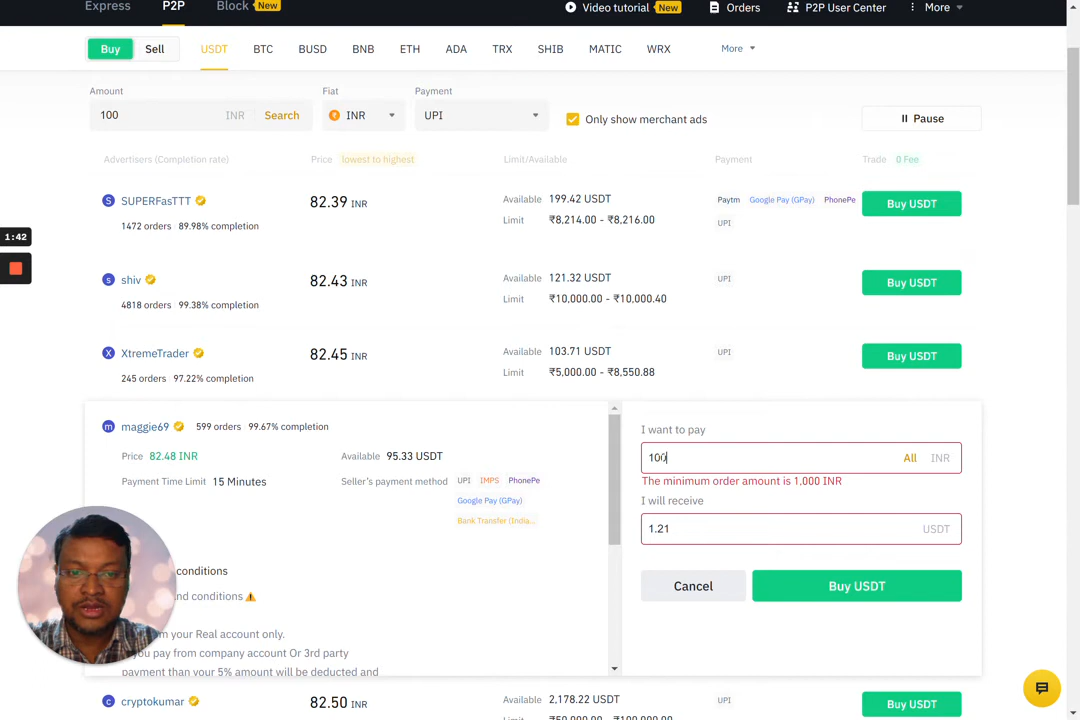 Express P2P Block New Video tutorial New Orders P2P User Center More
Buy Sell USDT BTC BUSD BNB ETH ADA TRX SHIB MATIC WRX More
Amount Fiat Payment
100 INR Search INR UPI Only show merchant ads Pause
Advertisers (Completion rate) Price lowest to highest Limit/Available Payment Trade 0 Fee
S SUPERFasTTT 82.39 INR Available 199.42 USDT Paytm Google Pay (GPay) PhonePe Buy USDT
1472 orders 89.98% completion Limit ₹8,214.00 - ₹8,216.00 UPI
1:42
s shiv 82.43 INR Available 121.32 USDT UPI Buy USDT
4818 orders 99.38% completion Limit ₹10,000.00 - ₹10,000.40
X XtremeTrader 82.45 INR Available 103.71 USDT UPI Buy USDT
245 orders 97.22% completion Limit ₹5,000.00 - ₹8,550.88
m maggie69 599 orders 99.67% completion
Price 82.48 INR Available 95.33 USDT
Payment Time Limit 15 Minutes Seller's payment method UPI IMPS PhonePe
Google Pay (GPay)
Bank Transfer (India...
conditions
nd conditions
m your Real account only.
you pay from company account Or 3rd party
payment than your 5% amount will be deducted and
I want to pay
100 All INR
The minimum order amount is 1,000 INR
I will receive
1.21 USDT
Cancel Buy USDT
c cryptokumar 82.50 INR Available 2,178.22 USDT UPI Buy USDT
Limit ₹50,000.00 - ₹100,000.00